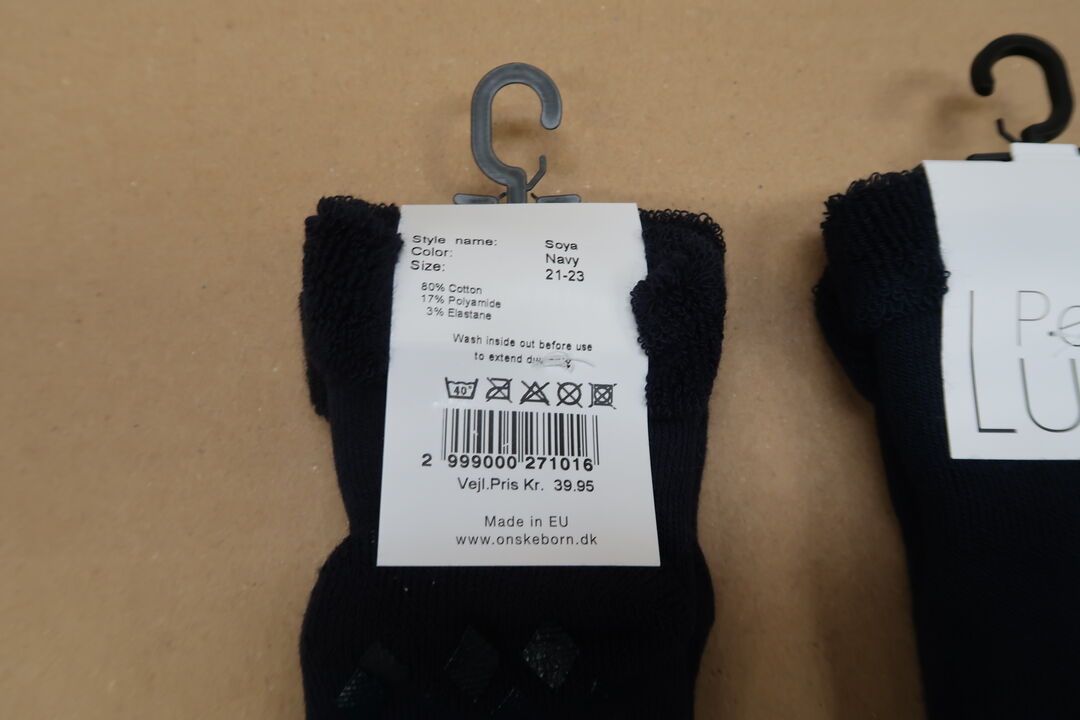 Style name: Soya
Color: Navy
Size: 21-23
80% Cotton
17% Polyamide
3% Elastane
Wash inside out before use
to extend
40°
2 999000 271016
Vejl.Pris Kr. 39.95
Made in EU
www.onskeborn.dk